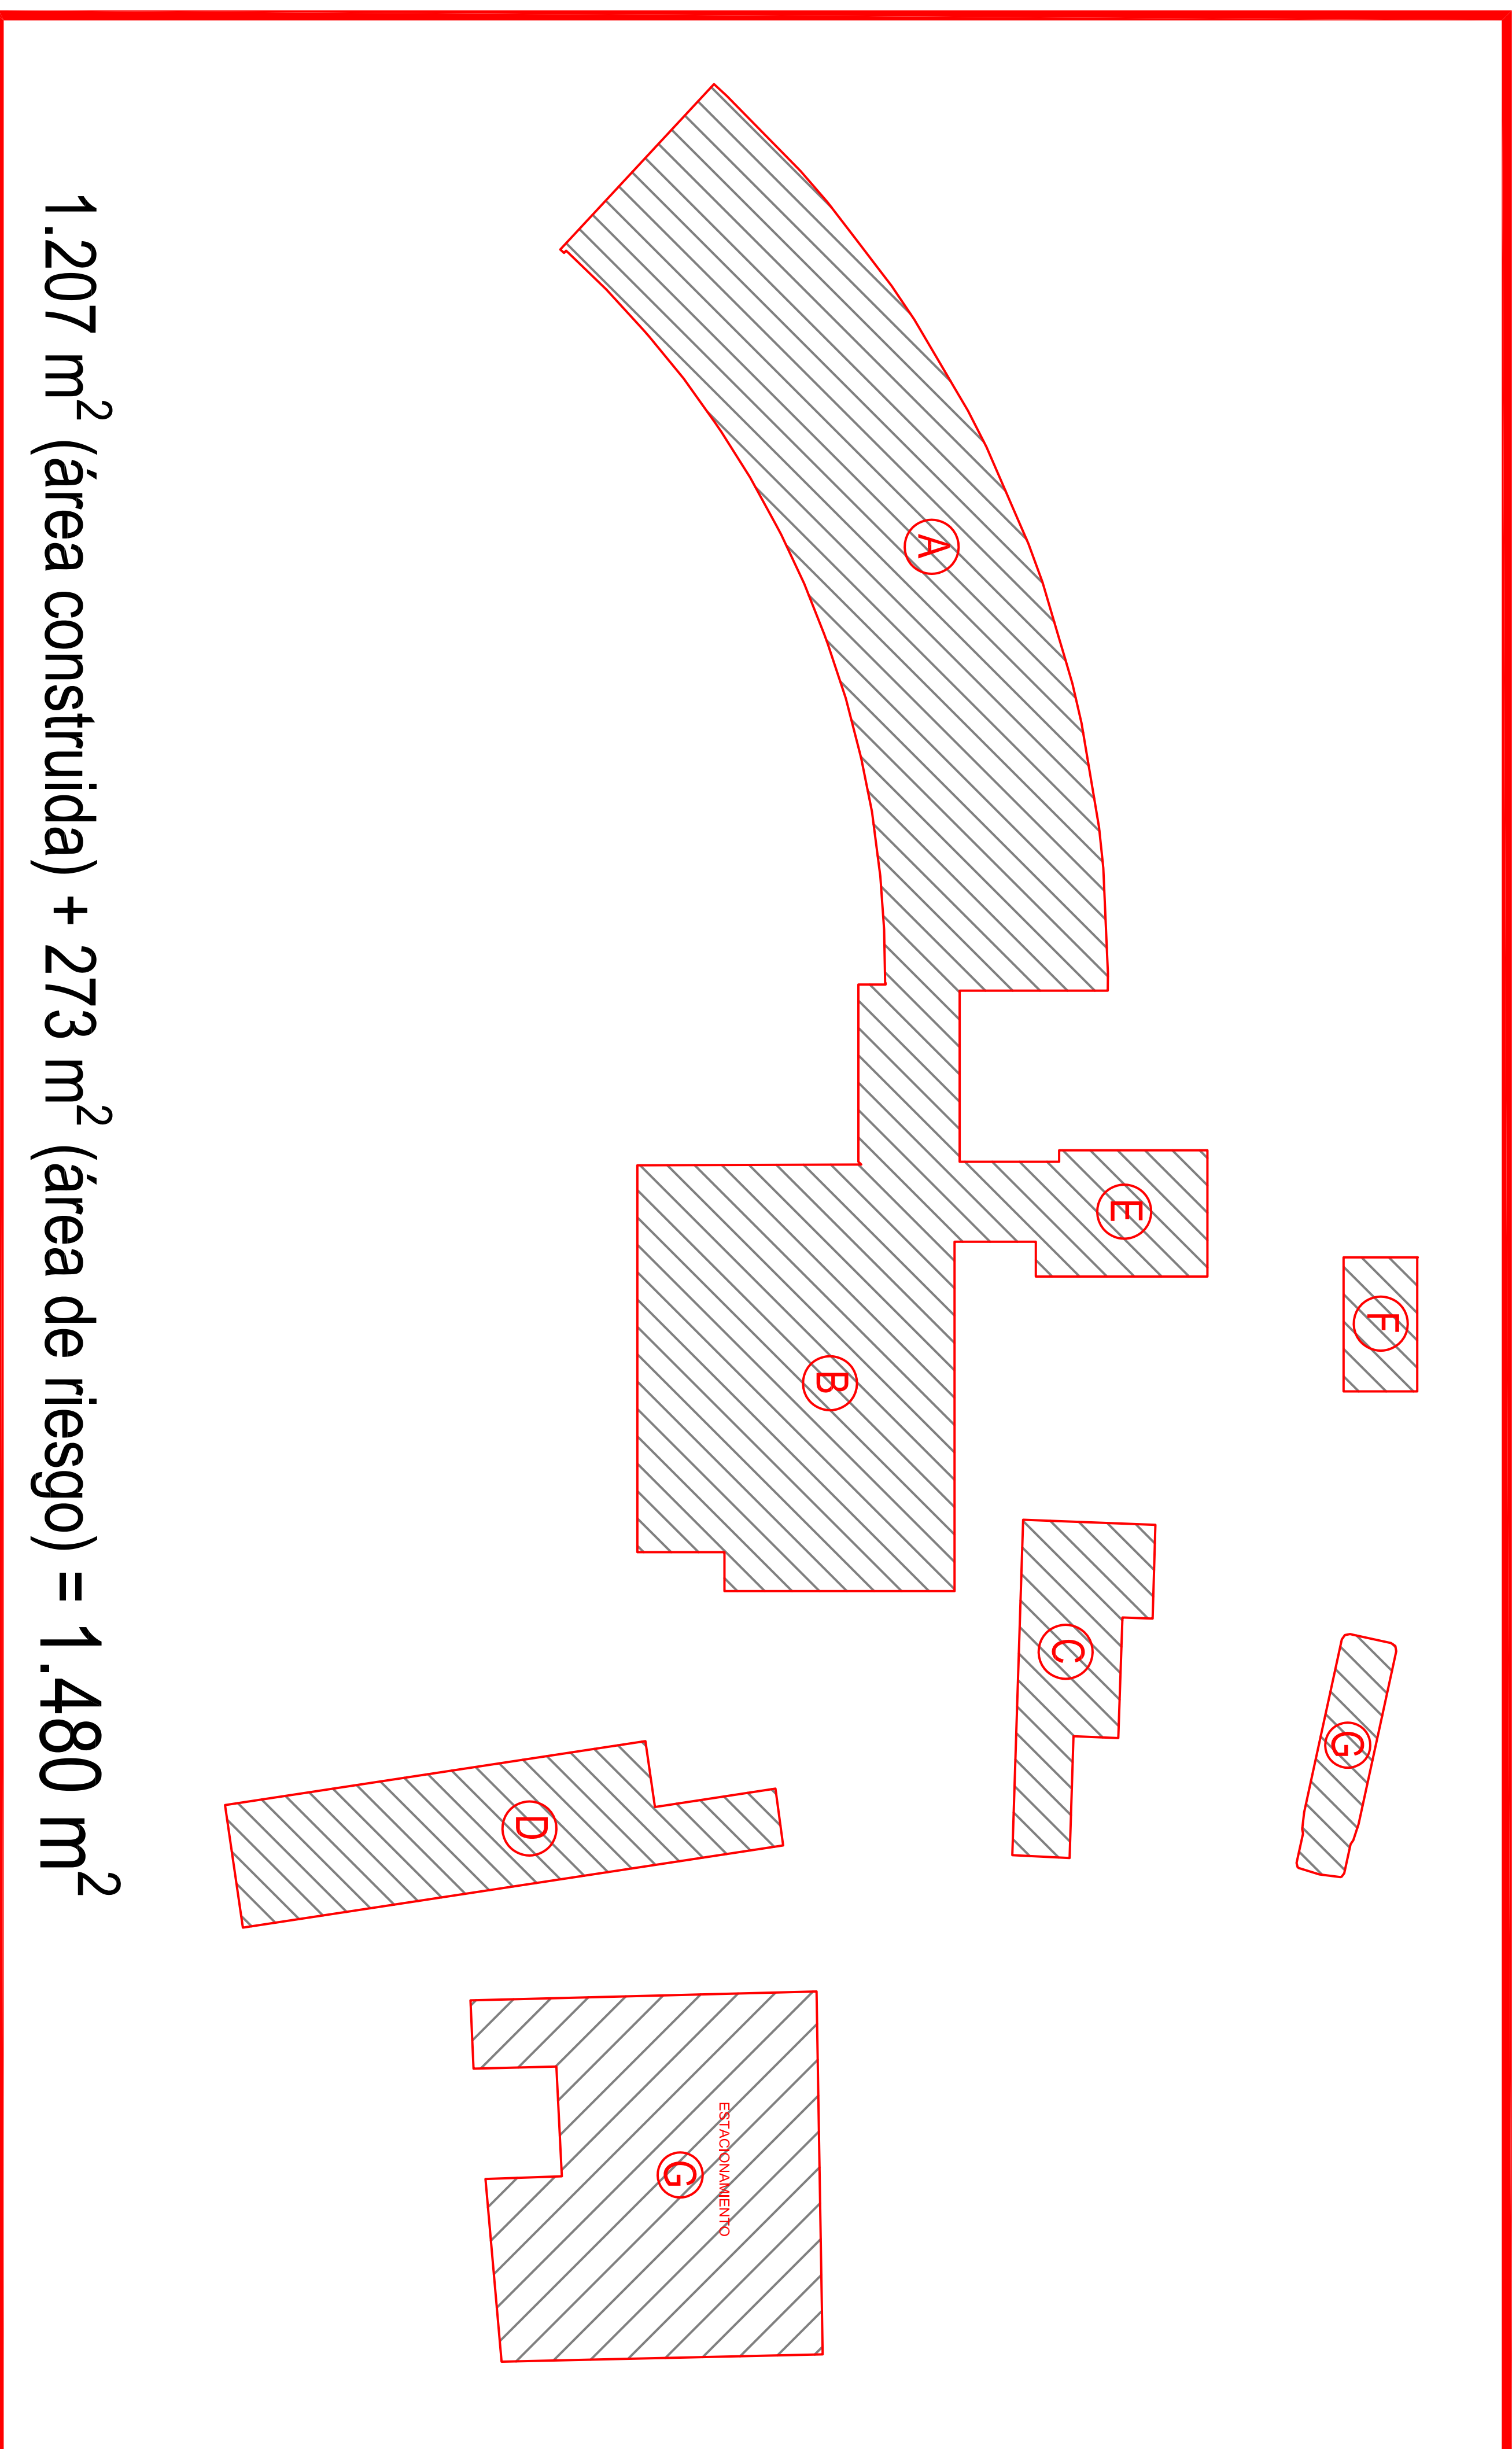 A
E
F
B
C
G
D
G
ESTACIONAMIENTO
1.207 m² (área construida) + 273 m² (área de riesgo) = 1.480 m²